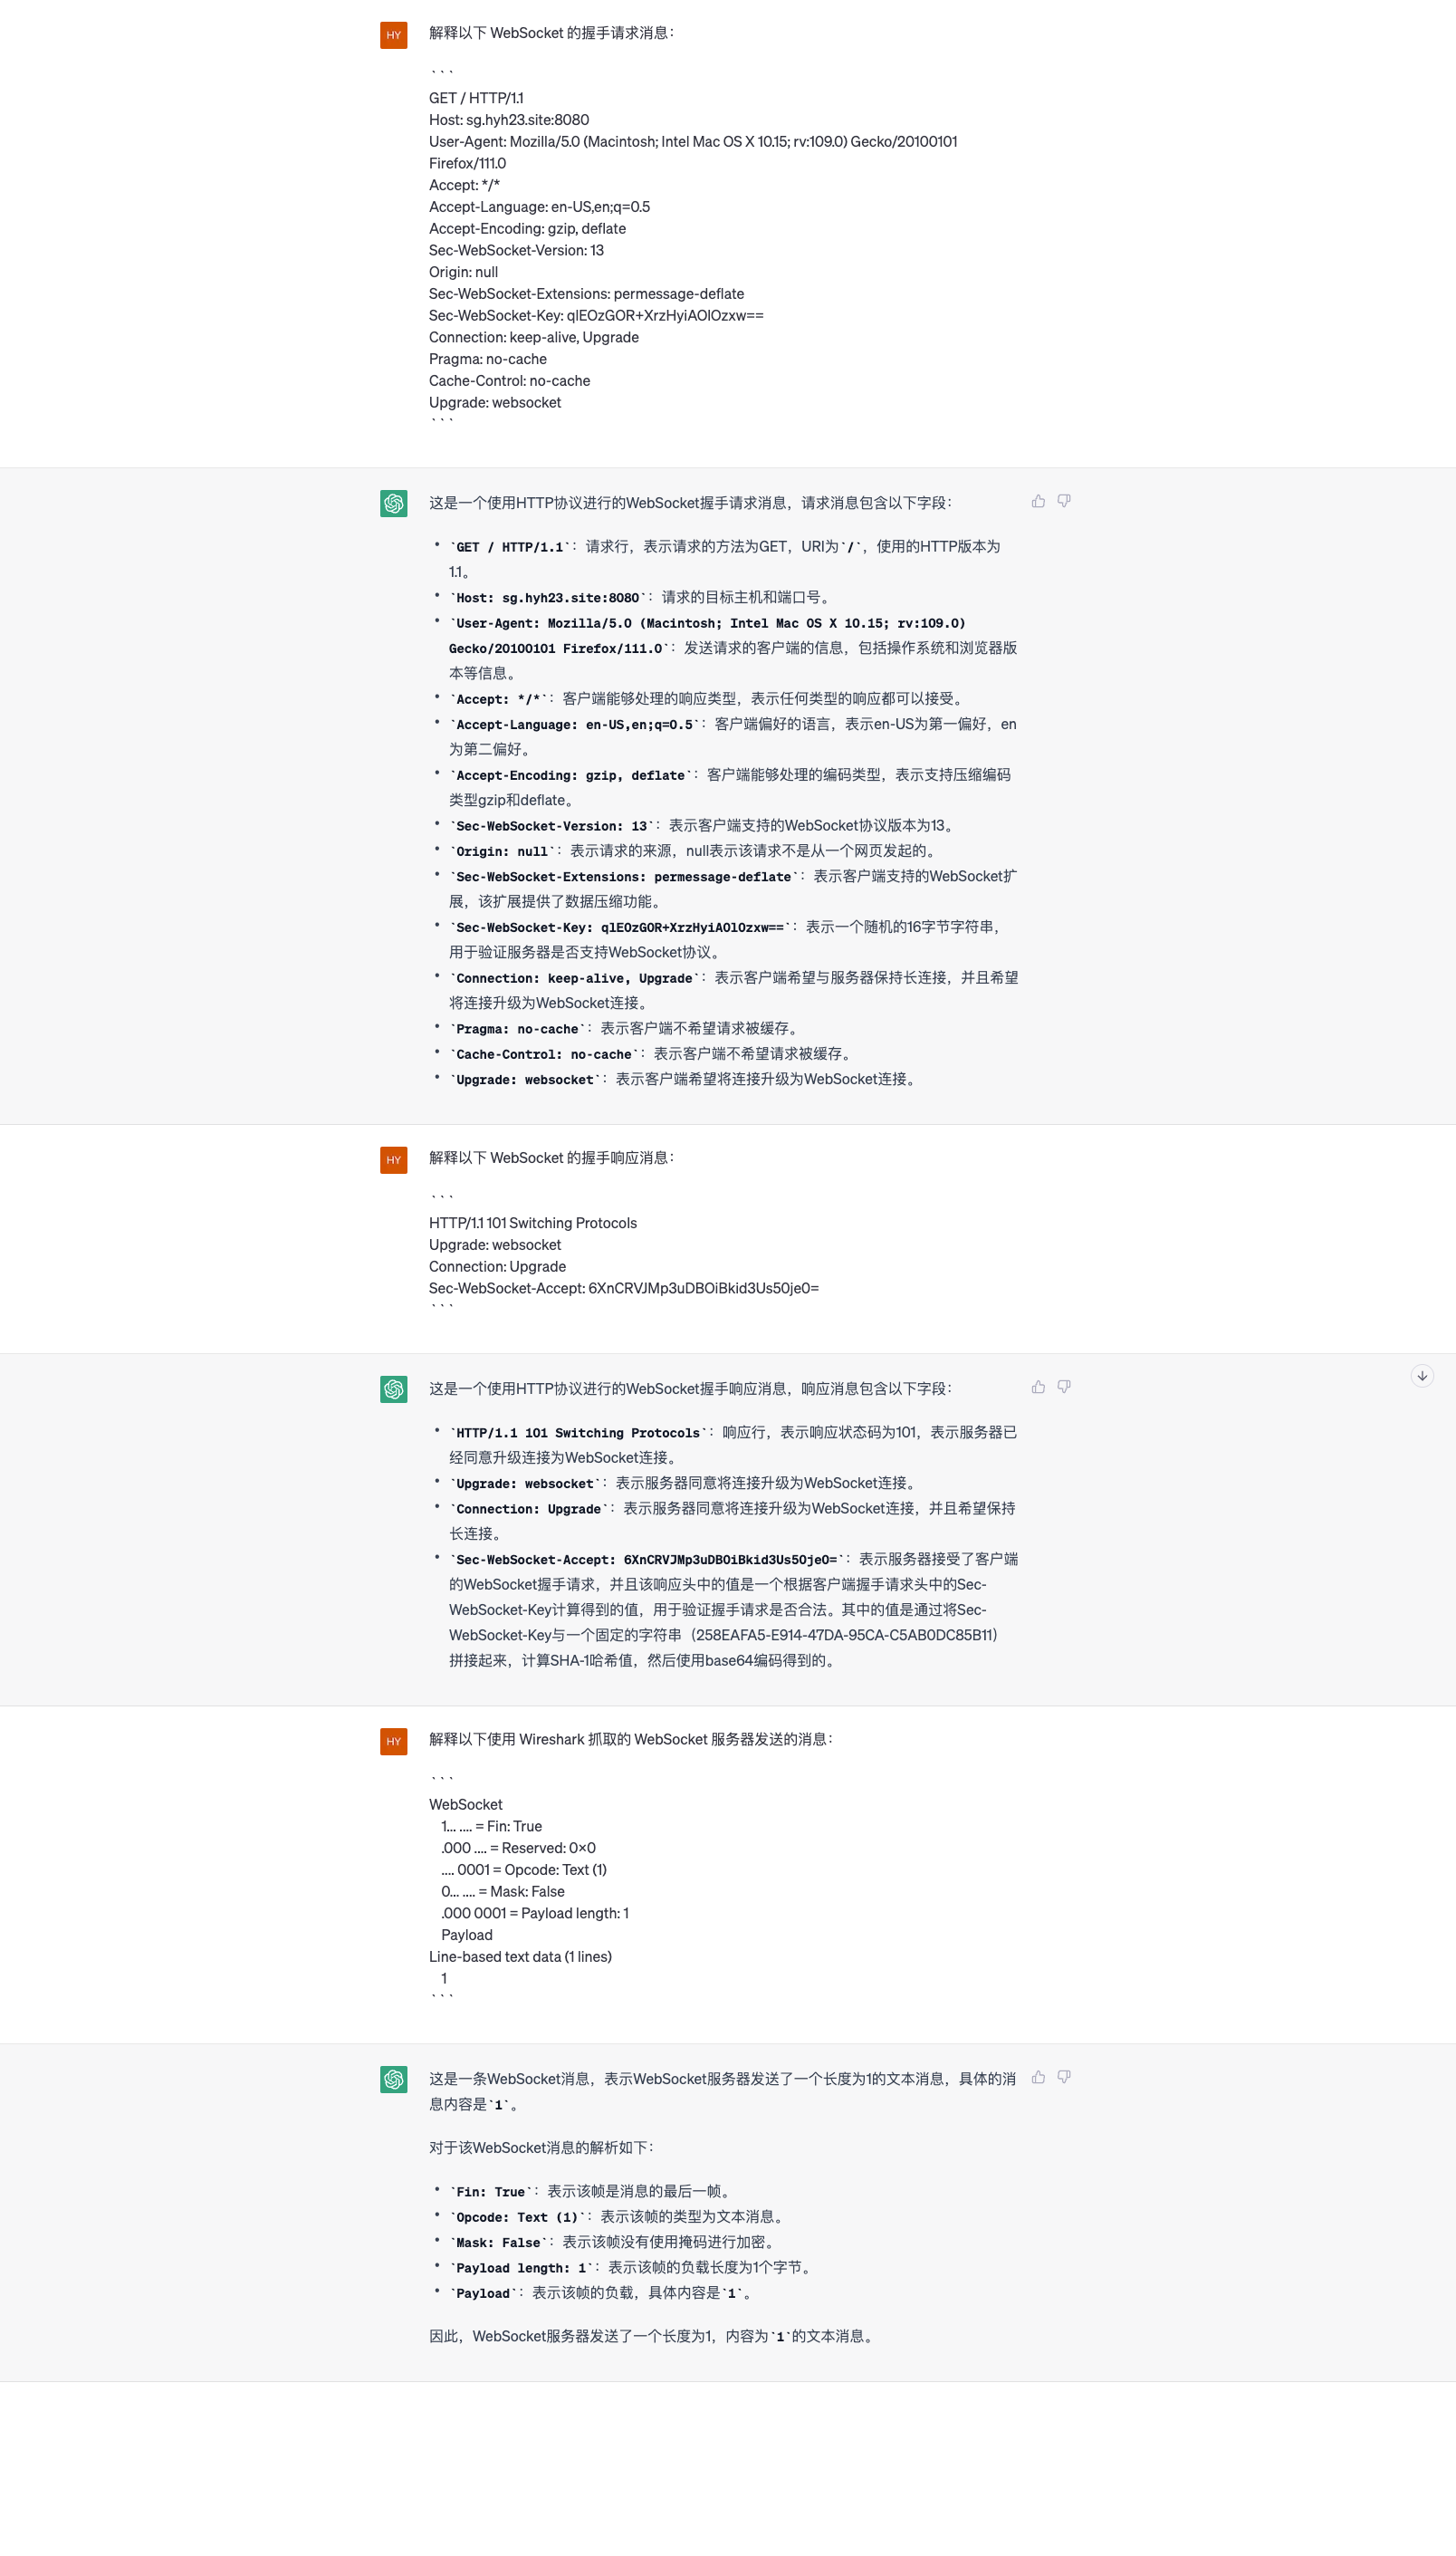 HY
解释以下 WebSocket 的握手请求消息：
```
GET / HTTP/1.1
Host: sg.hyh23.site:8080
User-Agent: Mozilla/5.0 (Macintosh; Intel Mac OS X 10.15; rv:109.0) Gecko/20100101
Firefox/111.0
Accept: */*
Accept-Language: en-US,en;q=0.5
Accept-Encoding: gzip, deflate
Sec-WebSocket-Version: 13
Origin: null
Sec-WebSocket-Extensions: permessage-deflate
Sec-WebSocket-Key: qlEOzGOR+XrzHyiAOlOzxw==
Connection: keep-alive, Upgrade
Pragma: no-cache
Cache-Control: no-cache
Upgrade: websocket
```
这是一个使用HTTP协议进行的WebSocket握手请求消息，请求消息包含以下字段：
• `GET / HTTP/1.1`：请求行，表示请求的方法为GET，URI为`/`，使用的HTTP版本为
1.1。
• `Host: sg.hyh23.site:8080`：请求的目标主机和端口号。
• `User-Agent: Mozilla/5.0 (Macintosh; Intel Mac OS X 10.15; rv:109.0)
Gecko/20100101 Firefox/111.0`：发送请求的客户端的信息，包括操作系统和浏览器版
本等信息。
• `Accept: */*`：客户端能够处理的响应类型，表示任何类型的响应都可以接受。
• `Accept-Language: en-US,en;q=0.5`：客户端偏好的语言，表示en-US为第一偏好，en
为第二偏好。
• `Accept-Encoding: gzip, deflate`：客户端能够处理的编码类型，表示支持压缩编码
类型gzip和deflate。
• `Sec-WebSocket-Version: 13`：表示客户端支持的WebSocket协议版本为13。
• `Origin: null`：表示请求的来源，null表示该请求不是从一个网页发起的。
• `Sec-WebSocket-Extensions: permessage-deflate`：表示客户端支持的WebSocket扩
展，该扩展提供了数据压缩功能。
• `Sec-WebSocket-Key: qlEOzGOR+XrzHyiAOlOzxw==`：表示一个随机的16字节字符串，
用于验证服务器是否支持WebSocket协议。
• `Connection: keep-alive, Upgrade`：表示客户端希望与服务器保持长连接，并且希望
将连接升级为WebSocket连接。
• `Pragma: no-cache`：表示客户端不希望请求被缓存。
• `Cache-Control: no-cache`：表示客户端不希望请求被缓存。
• `Upgrade: websocket`：表示客户端希望将连接升级为WebSocket连接。
HY
解释以下 WebSocket 的握手响应消息：
```
HTTP/1.1 101 Switching Protocols
Upgrade: websocket
Connection: Upgrade
Sec-WebSocket-Accept: 6XnCRVJMp3uDBOiBkid3Us50je0=
```
这是一个使用HTTP协议进行的WebSocket握手响应消息，响应消息包含以下字段：
• `HTTP/1.1 101 Switching Protocols`：响应行，表示响应状态码为101，表示服务器已
经同意升级连接为WebSocket连接。
• `Upgrade: websocket`：表示服务器同意将连接升级为WebSocket连接。
• `Connection: Upgrade`：表示服务器同意将连接升级为WebSocket连接，并且希望保持
长连接。
• `Sec-WebSocket-Accept: 6XnCRVJMp3uDBOiBkid3Us50je0=`：表示服务器接受了客户端
的WebSocket握手请求，并且该响应头中的值是一个根据客户端握手请求头中的Sec-
WebSocket-Key计算得到的值，用于验证握手请求是否合法。其中的值是通过将Sec-
WebSocket-Key与一个固定的字符串（258EAFA5-E914-47DA-95CA-C5AB0DC85B11）
拼接起来，计算SHA-1哈希值，然后使用base64编码得到的。
HY
解释以下使用 Wireshark 抓取的 WebSocket 服务器发送的消息：
```
WebSocket
1... .... = Fin: True
.000 .... = Reserved: 0x0
.... 0001 = Opcode: Text (1)
0... .... = Mask: False
.000 0001 = Payload length: 1
Payload
Line-based text data (1 lines)
1
```
这是一条WebSocket消息，表示WebSocket服务器发送了一个长度为1的文本消息，具体的消
息内容是`1`。
对于该WebSocket消息的解析如下：
• `Fin: True`：表示该帧是消息的最后一帧。
• `Opcode: Text (1)`：表示该帧的类型为文本消息。
• `Mask: False`：表示该帧没有使用掩码进行加密。
• `Payload length: 1`：表示该帧的负载长度为1个字节。
• `Payload`：表示该帧的负载，具体内容是`1`。
因此，WebSocket服务器发送了一个长度为1，内容为`1`的文本消息。